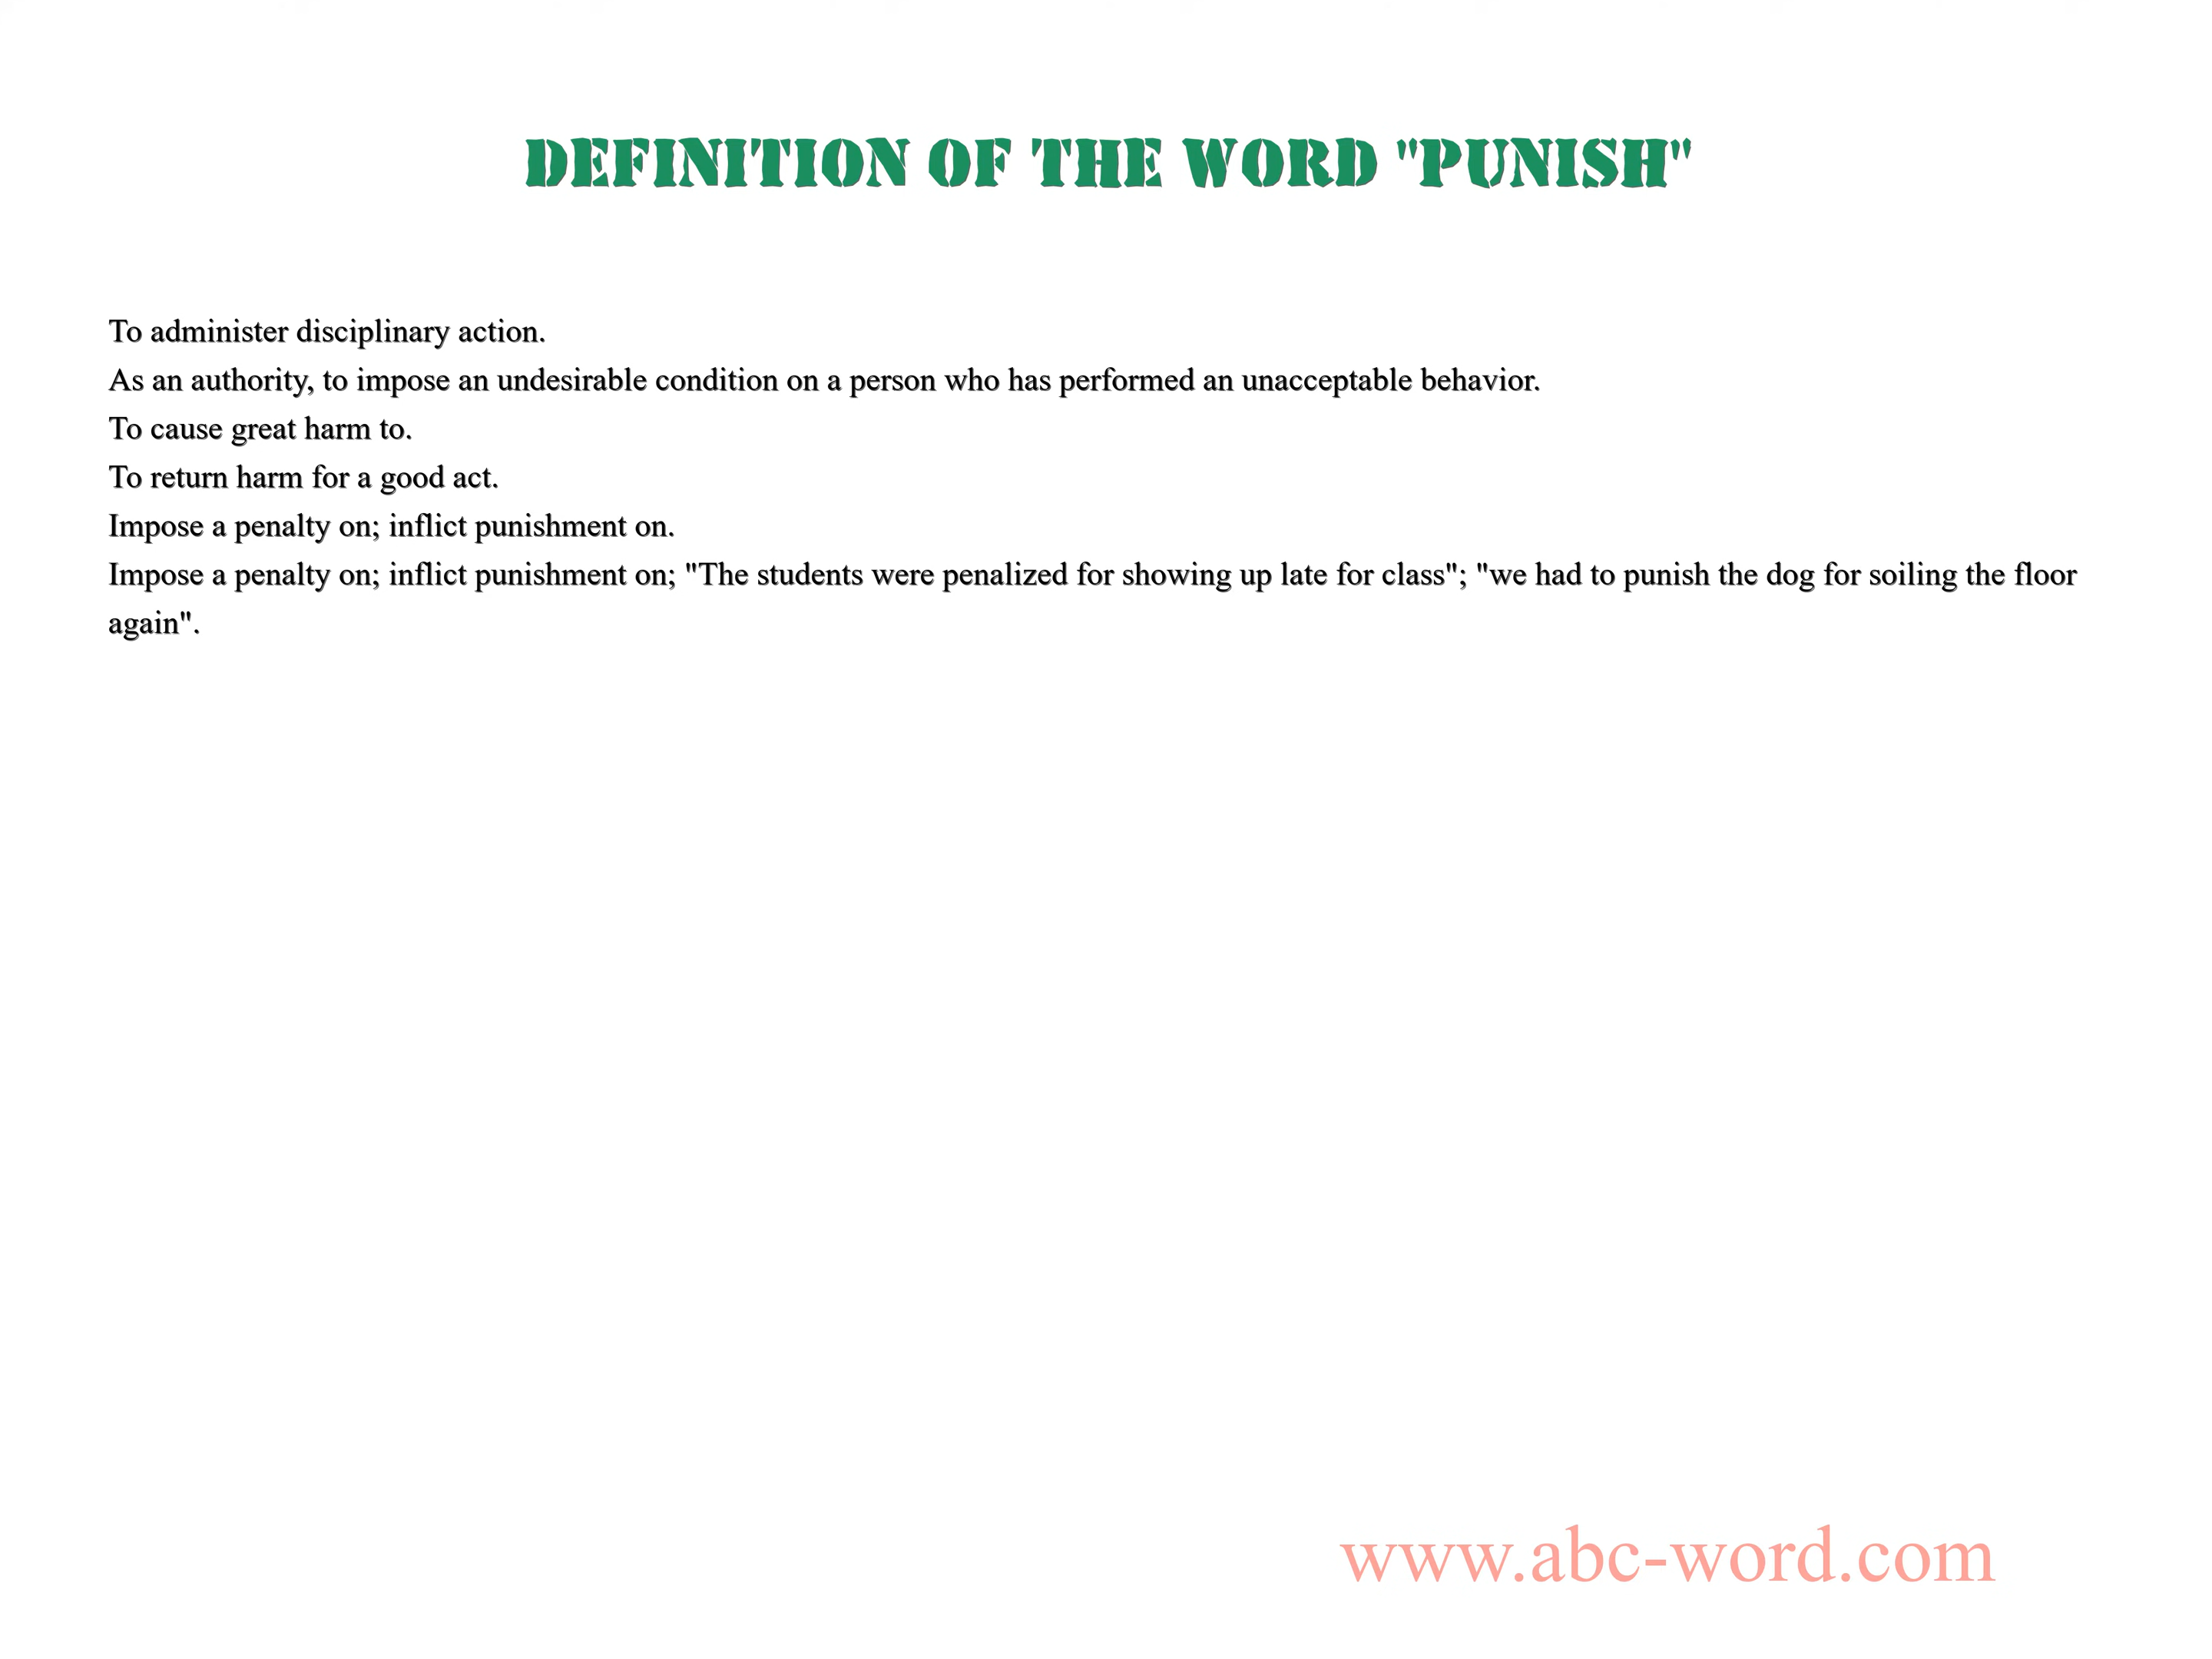 DEFINITION OF THE WORD "PUNISH"
To administer disciplinary action.
As an authority, to impose an undesirable condition on a person who has performed an unacceptable behavior.
To cause great harm to.
To return harm for a good act.
Impose a penalty on; inflict punishment on.
Impose a penalty on; inflict punishment on; "The students were penalized for showing up late for class"; "we had to punish the dog for soiling the floor
again".
www.abc-word.com